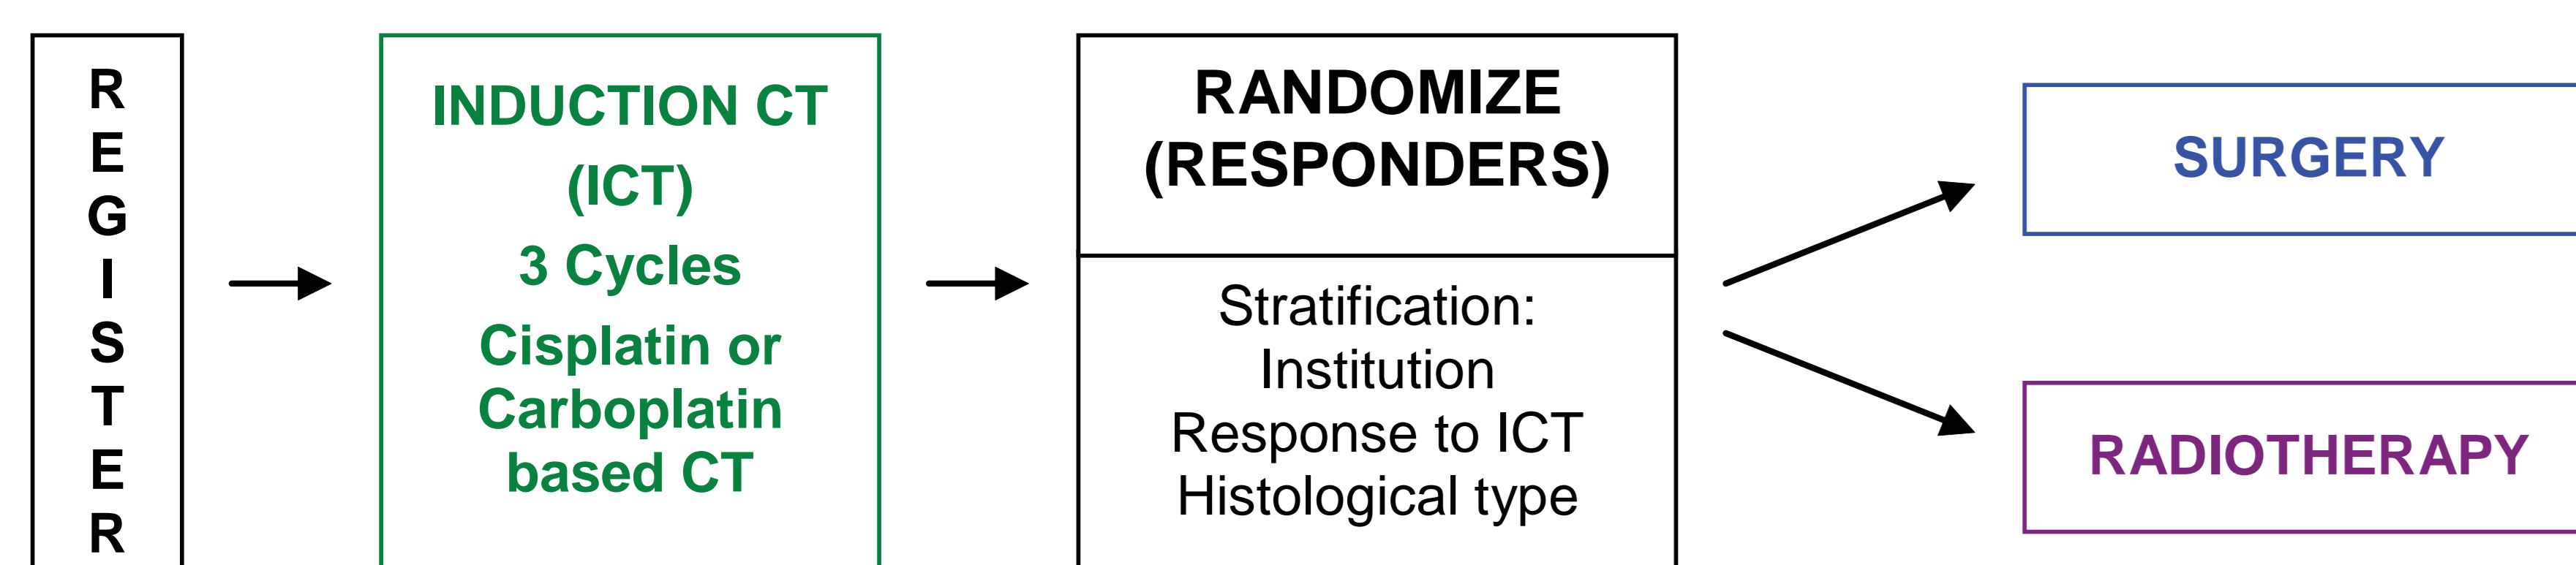 R
E
G
I
S
T
E
R
INDUCTION CT
(ICT)
3 Cycles
Cisplatin or
Carboplatin
based CT
RANDOMIZE
(RESPONDERS)
Stratification:
Institution
Response to ICT
Histological type
SURGERY
RADIOTHERAPY